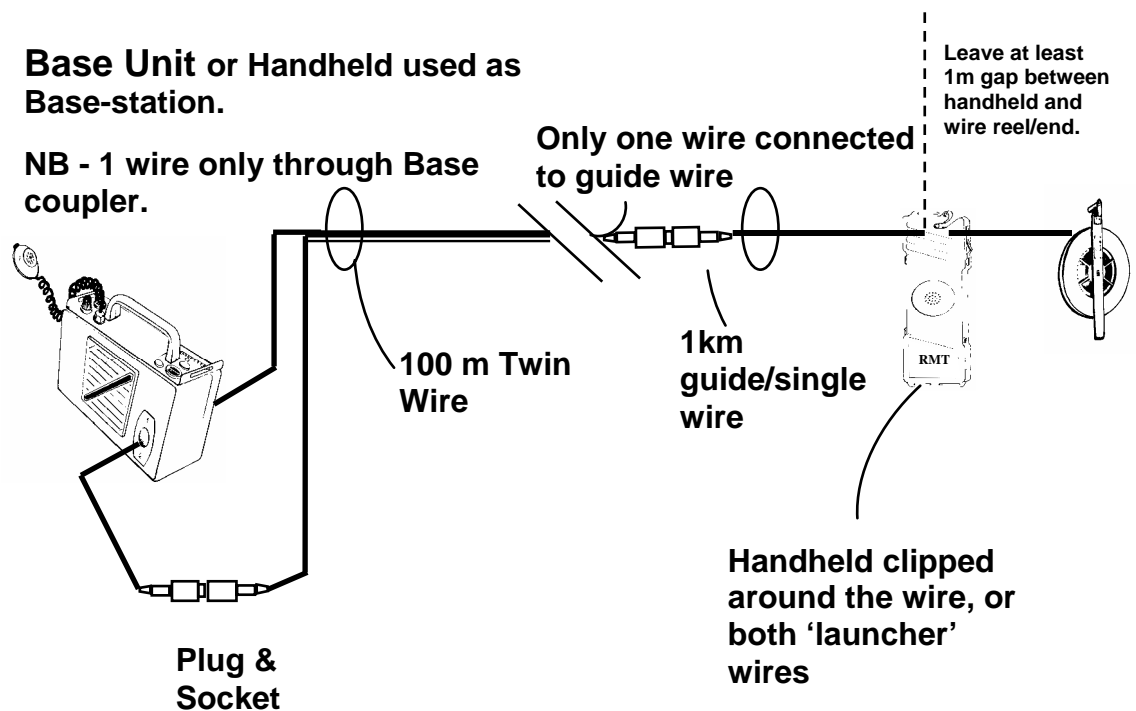 Base Unit or Handheld used as
Base-station.
NB - 1 wire only through Base
coupler.
Only one wire connected
to guide wire
Leave at least
1m gap between
handheld and
wire reel/end.
100 m Twin
Wire
1km
guide/single
wire
RMT
Handheld clipped
around the wire, or
both ‘launcher’
wires
Plug &
Socket